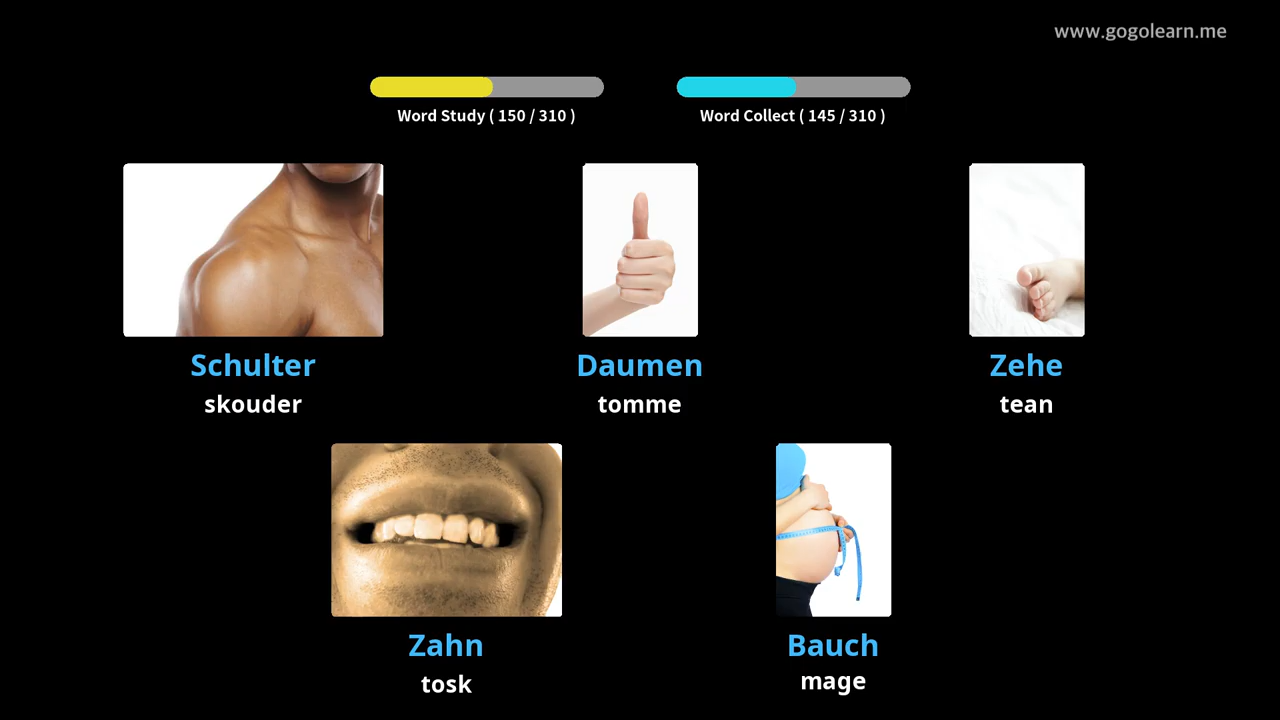 www.gogolearn.me
Word Study ( 150 / 310 )
Word Collect ( 145 / 310 )
Schulter
skouder
Daumen
tomme
Zehe
tean
Zahn
tosk
Bauch
mage